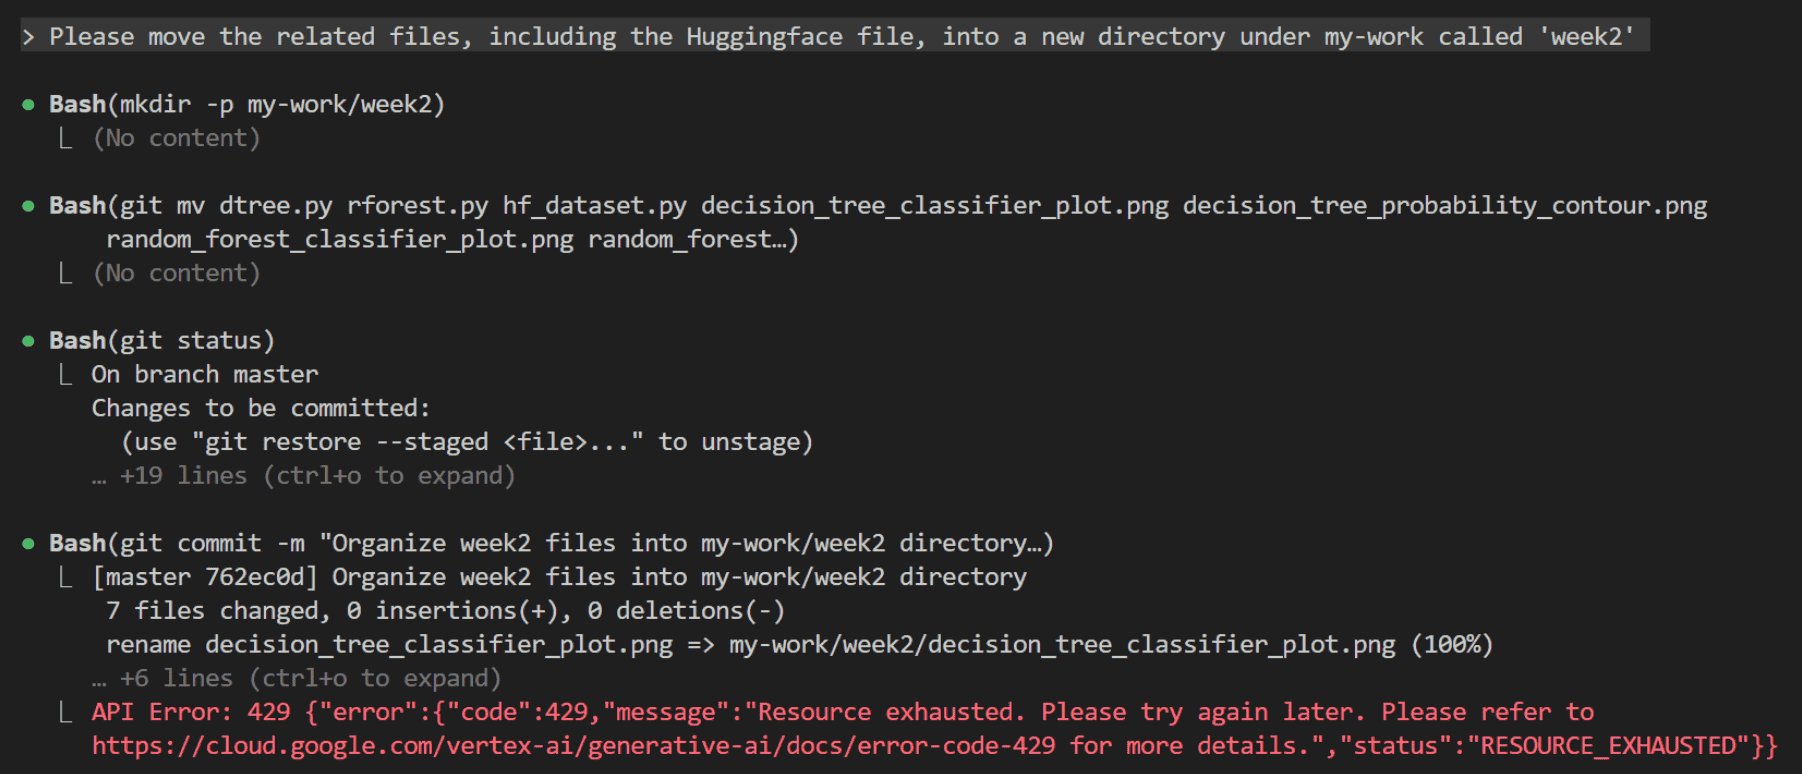 > Please move the related files, including the Huggingface file, into a new directory under my-work called 'week2'
● Bash(mkdir -p my-work/week2)
⎿ (No content)
● Bash(git mv dtree.py rforest.py hf_dataset.py decision_tree_classifier_plot.png decision_tree_probability_contour.png
random_forest_classifier_plot.png random_forest…)
⎿ (No content)
● Bash(git status)
⎿ On branch master
Changes to be committed:
(use "git restore --staged <file>..." to unstage)
… +19 lines (ctrl+o to expand)
● Bash(git commit -m "Organize week2 files into my-work/week2 directory…)
⎿ [master 762ec0d] Organize week2 files into my-work/week2 directory
7 files changed, 0 insertions(+), 0 deletions(-)
rename decision_tree_classifier_plot.png => my-work/week2/decision_tree_classifier_plot.png (100%)
… +6 lines (ctrl+o to expand)
⎿ API Error: 429 {"error":{"code":429,"message":"Resource exhausted. Please try again later. Please refer to
https://cloud.google.com/vertex-ai/generative-ai/docs/error-code-429 for more details.","status":"RESOURCE_EXHAUSTED"}}